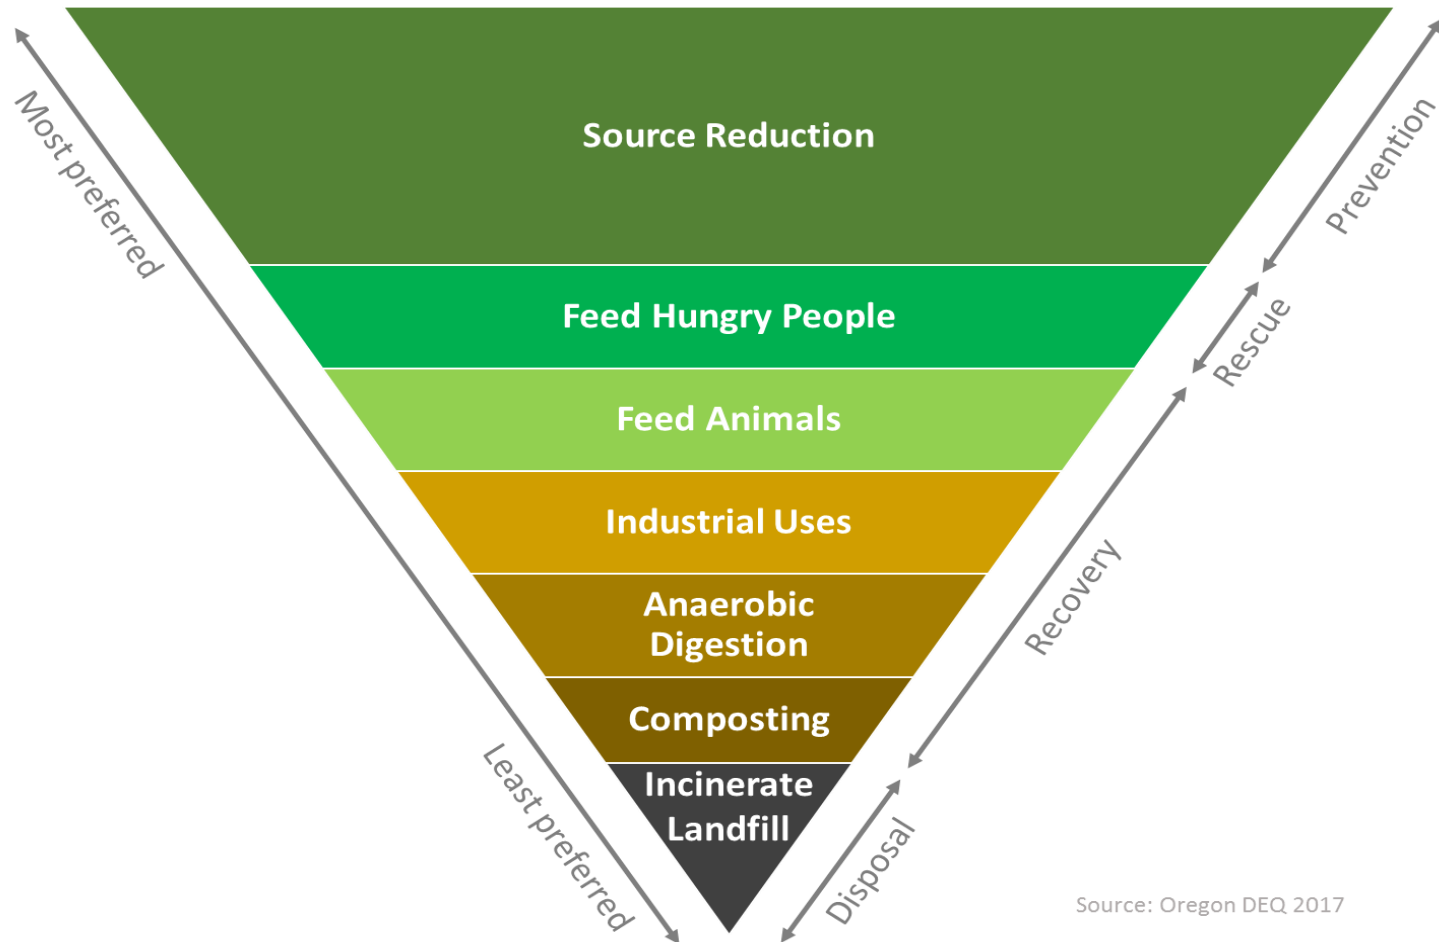 Source Reduction
Feed Hungry People
Feed Animals
Industrial Uses
Anaerobic
Digestion
Composting
Incinerate
Landfill
Most preferred
Least preferred
Prevention
Rescue
Recovery
Disposal
Source: Oregon DEQ 2017